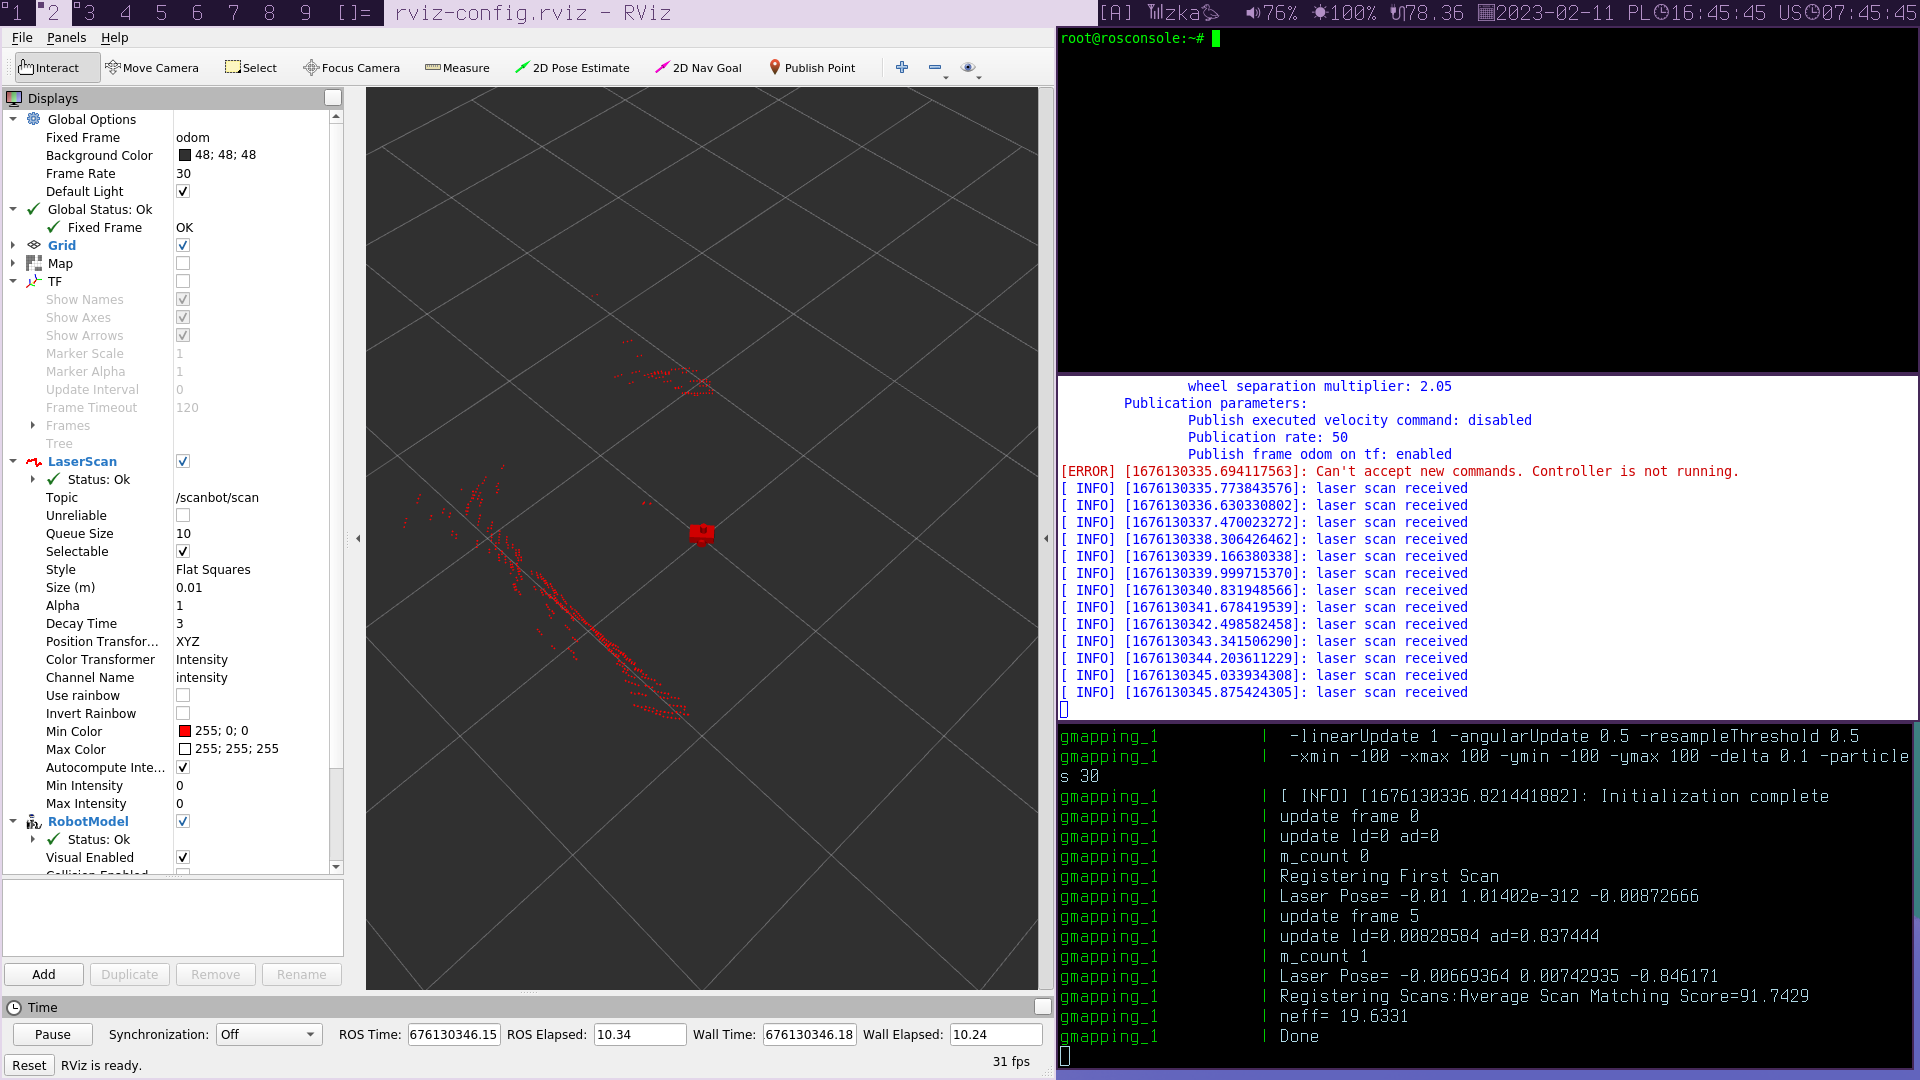 1 2 3 4 5 6 7 8 9 []= rviz-config.rviz - RViz
[A] zka 76% 100% 78.36 2023-02-11 PL 16:45:45 US 07:45:45
File Panels Help
Interact Move Camera Select Focus Camera Measure 2D Pose Estimate 2D Nav Goal Publish Point
Displays
Global Options
Fixed Frame odom
Background Color 48; 48; 48
Frame Rate 30
Default Light
Global Status: Ok
Fixed Frame OK
Grid
Map
TF
Show Names
Show Axes
Show Arrows
Marker Scale 1
Marker Alpha 1
Update Interval 0
Frame Timeout 120
Frames
Tree
LaserScan
Status: Ok
Topic /scanbot/scan
Unreliable
Queue Size 10
Selectable
Style Flat Squares
Size (m) 0.01
Alpha 1
Decay Time 3
Position Transfor... XYZ
Color Transformer Intensity
Channel Name intensity
Use rainbow
Invert Rainbow
Min Color 255; 0; 0
Max Color 255; 255; 255
Autocompute Inte...
Min Intensity 0
Max Intensity 0
RobotModel
Status: Ok
Visual Enabled
Collision Enabled
Add Duplicate Remove Rename
Time
Pause Synchronization: Off ROS Time: 676130346.15 ROS Elapsed: 10.34 Wall Time: .676130346.18 Wall Elapsed: 10.24
Reset RViz is ready. 31 fps
root@rosconsole:~#
wheel separation multiplier: 2.05
Publication parameters:
Publish executed velocity command: disabled
Publication rate: 50
Publish frame odom on tf: enabled
[ERROR] [1676130335.694117563]: Can't accept new commands. Controller is not running.
[ INFO] [1676130335.773843576]: laser scan received
[ INFO] [1676130336.630330802]: laser scan received
[ INFO] [1676130337.470023272]: laser scan received
[ INFO] [1676130338.306426462]: laser scan received
[ INFO] [1676130339.166380338]: laser scan received
[ INFO] [1676130339.999715370]: laser scan received
[ INFO] [1676130340.831948566]: laser scan received
[ INFO] [1676130341.678419539]: laser scan received
[ INFO] [1676130342.498582458]: laser scan received
[ INFO] [1676130343.341506290]: laser scan received
[ INFO] [1676130344.203611229]: laser scan received
[ INFO] [1676130345.033934308]: laser scan received
[ INFO] [1676130345.875424305]: laser scan received
gmapping_1 | -linearUpdate 1 -angularUpdate 0.5 -resampleThreshold 0.5
gmapping_1 | -xmin -100 -xmax 100 -ymin -100 -ymax 100 -delta 0.1 -particle
s 30
gmapping_1 | [ INFO] [1676130336.821441882]: Initialization complete
gmapping_1 | update frame 0
gmapping_1 | update ld=0 ad=0
gmapping_1 | m_count 0
gmapping_1 | Registering First Scan
gmapping_1 | Laser Pose= -0.01 1.01402e-312 -0.00872666
gmapping_1 | update frame 5
gmapping_1 | update ld=0.00828584 ad=0.837444
gmapping_1 | m_count 1
gmapping_1 | Laser Pose= -0.00669364 0.00742935 -0.846171
gmapping_1 | Registering Scans:Average Scan Matching Score=91.7429
gmapping_1 | neff= 19.6331
gmapping_1 | Done